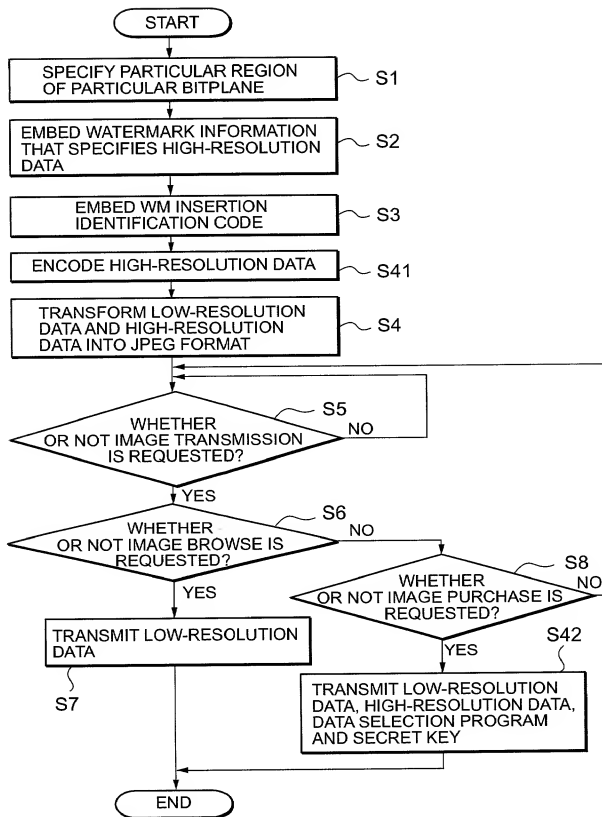 START
SPECIFY PARTICULAR REGION
OF PARTICULAR BITPLANE
S1
EMBED WATERMARK INFORMATION
THAT SPECIFIES HIGH-RESOLUTION
DATA
S2
EMBED WM INSERTION
IDENTIFICATION CODE
S3
ENCODE HIGH-RESOLUTION DATA
S41
TRANSFORM LOW-RESOLUTION
DATA AND HIGH-RESOLUTION
DATA INTO JPEG FORMAT
S4
S5
WHETHER
OR NOT IMAGE TRANSMISSION
IS REQUESTED?
NO
YES
S6
WHETHER
OR NOT IMAGE BROWSE IS
REQUESTED?
NO
YES
S8
WHETHER
OR NOT IMAGE PURCHASE IS
REQUESTED?
NO
YES
TRANSMIT LOW-RESOLUTION
DATA
S7
S42
TRANSMIT LOW-RESOLUTION
DATA, HIGH-RESOLUTION DATA,
DATA SELECTION PROGRAM
AND SECRET KEY
END